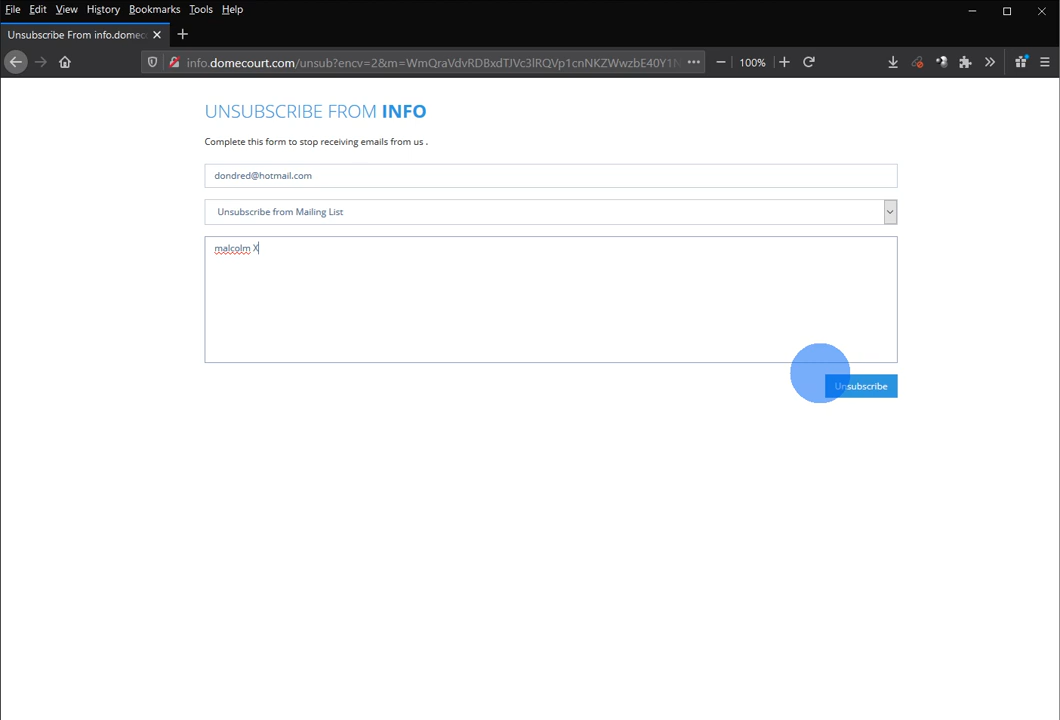 File Edit View History Bookmarks Tools Help
Unsubscribe From info.domec
info.domecourt.com/unsub?encv=2&m=WmQraVdvRDBxdTJVc3lRQVp1cnNKZWwzbE40Y1N 100%
UNSUBSCRIBE FROM INFO
Complete this form to stop receiving emails from us .
dondred@hotmail.com
Unsubscribe from Mailing List
malcolm X
Unsubscribe